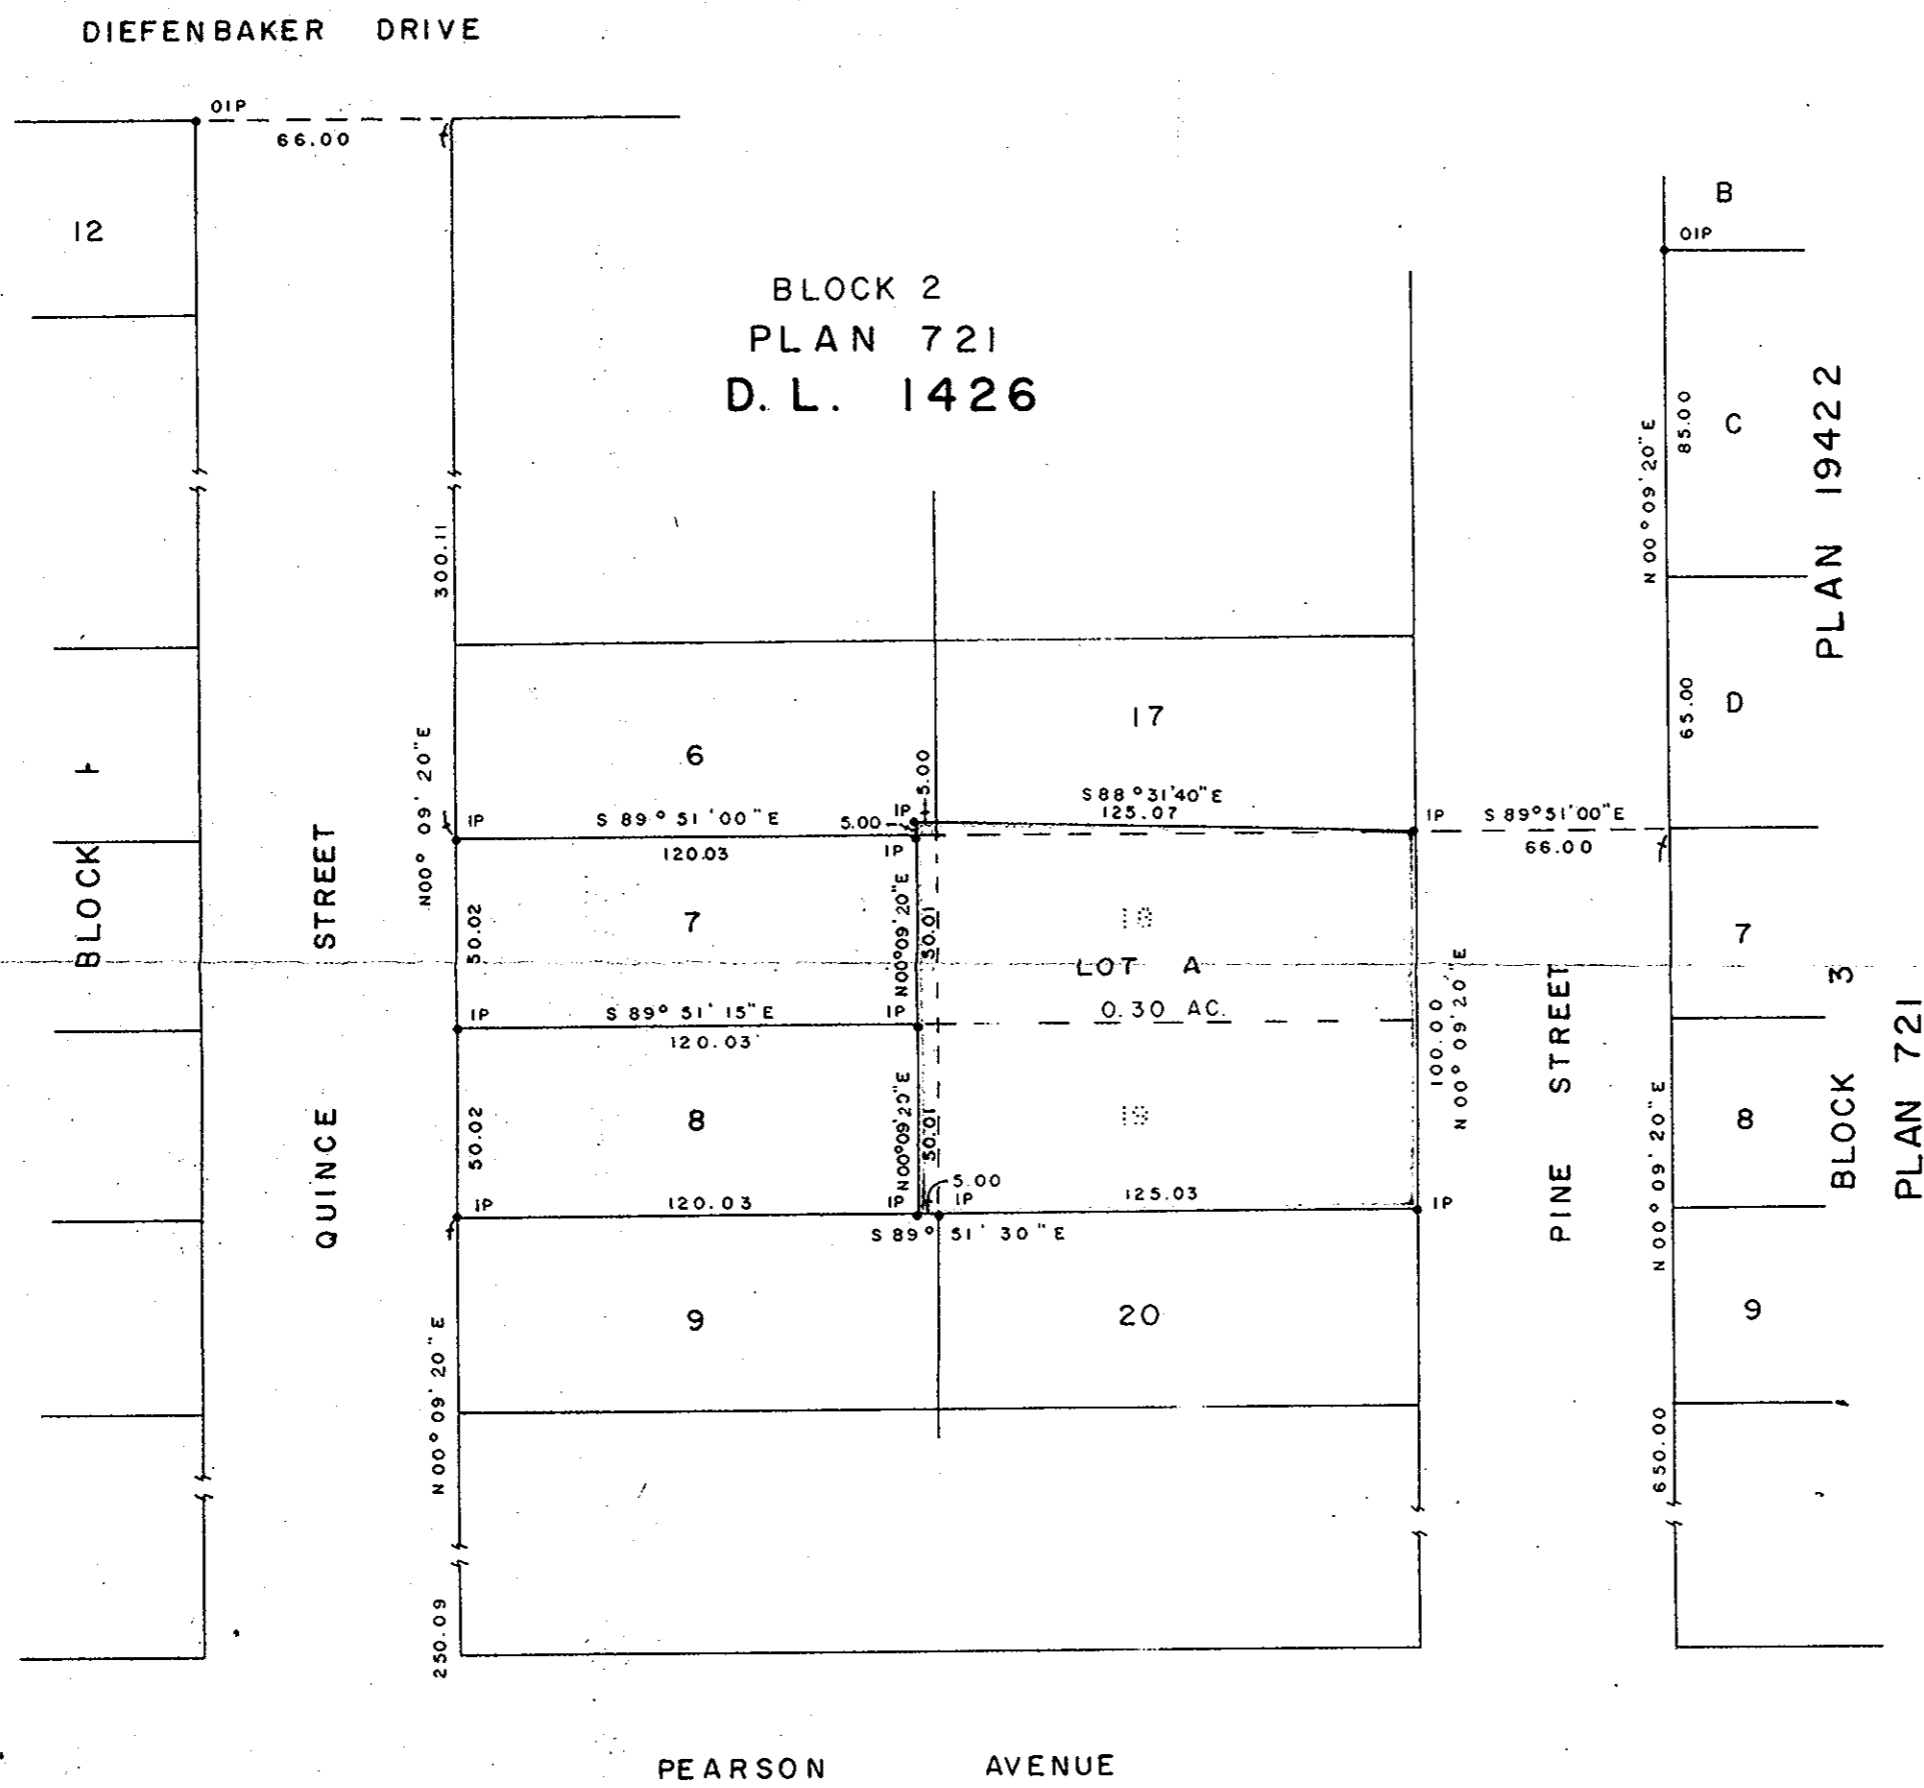 DIEFENBAKER DRIVE
OIP
66.00
12
B
OIP
BLOCK 2
PLAN 721
D. L. 1426
85.00
C
N 00° 09' 20" E
PLAN 19422
300.11
65.00
D
17
6
N00° 09' 20" E
5.00
S 88° 31' 40" E
125.07
IP
S 89° 51' 00" E
IP
5.00
IP
S 89° 51' 00" E
120.03
IP
66.00
BLOCK 1
QUINCE STREET
50.02
7
N00° 09' 20" E
50.01
18
LOT A
0.30 AC.
7
IP
S 89° 51' 15" E
IP
120.03
100.00
N 00° 09' 20" E
PINE STREET
BLOCK 3
PLAN 721
50.02
8
N00° 09' 20" E
50.01
19
N 00° 09' 20" E
8
5.00
IP
120.03
IP
IP
125.03
IP
S 89° 51' 30" E
9
20
9
N00° 09' 20" E
650.00
250.09
PEARSON AVENUE